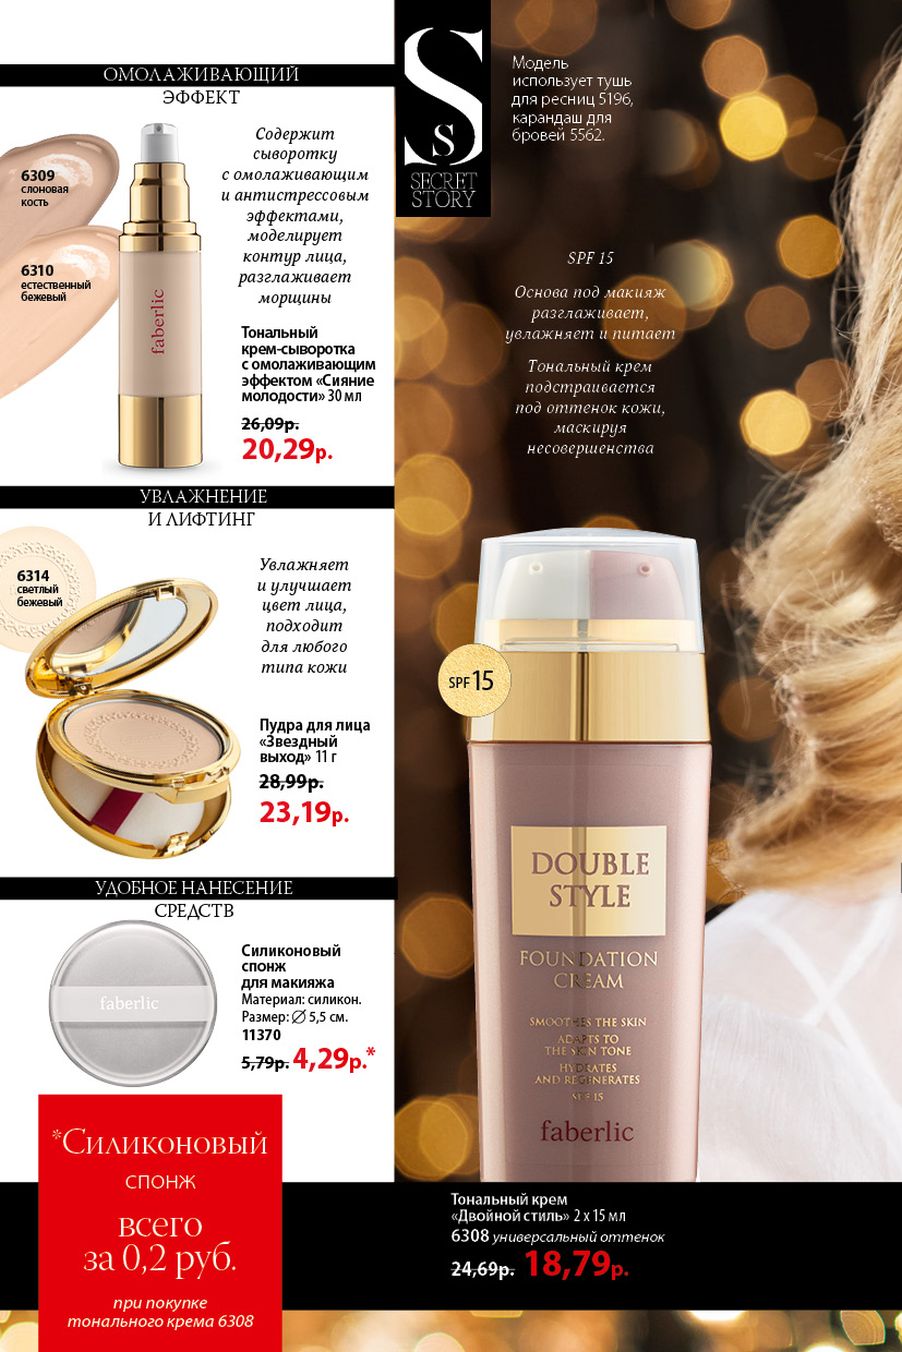 ОМОЛАЖИВАЮЩИЙ
ЭФФЕКТ
6309
слоновая
кость
6310
естественный
бежевый
faberlic
Содержит
сыворотку
с омолаживающим
и антистрессовым
эффектами,
моделирует
контур лица,
разглаживает
морщины
Тональный
крем-сыворотка
с омолаживающим
эффектом «Сияние
молодости» 30 мл
26,09р.
20,29р.
УВЛАЖНЕНИЕ
И ЛИФТИНГ
6314
светлый
бежевый
Увлажняет
и улучшает
цвет лица,
подходит
для любого
типа кожи
Пудра для лица
«Звездный
выход» 11 г
28,99р.
23,19р.
УДОБНОЕ НАНЕСЕНИЕ
СРЕДСТВ
faberlic
Силиконовый
спонж
для макияжа
Материал: силикон.
Размер: ∅ 5,5 см.
11370
5,79р. 4,29р.*
*Силиконовый
спонж
всего
за 0,2 руб.
при покупке
тонального крема 6308
S
S
SECRET
STORY
Модель
использует тушь
для ресниц 5196,
карандаш для
бровей 5562.
SPF 15
Основа под макияж
разглаживает,
увлажняет и питает
Тональный крем
подстраивается
под оттенок кожи,
маскируя
несовершенства
SPF 15
DOUBLE
STYLE
FOUNDATION
CREAM
SMOOTHES THE SKIN
ADAPTS TO
THE SKIN TONE
HYDRATES
AND REGENERATES
SPF 15
faberlic
Тональный крем
«Двойной стиль» 2 х 15 мл
6308 универсальный оттенок
24,69р. 18,79р.